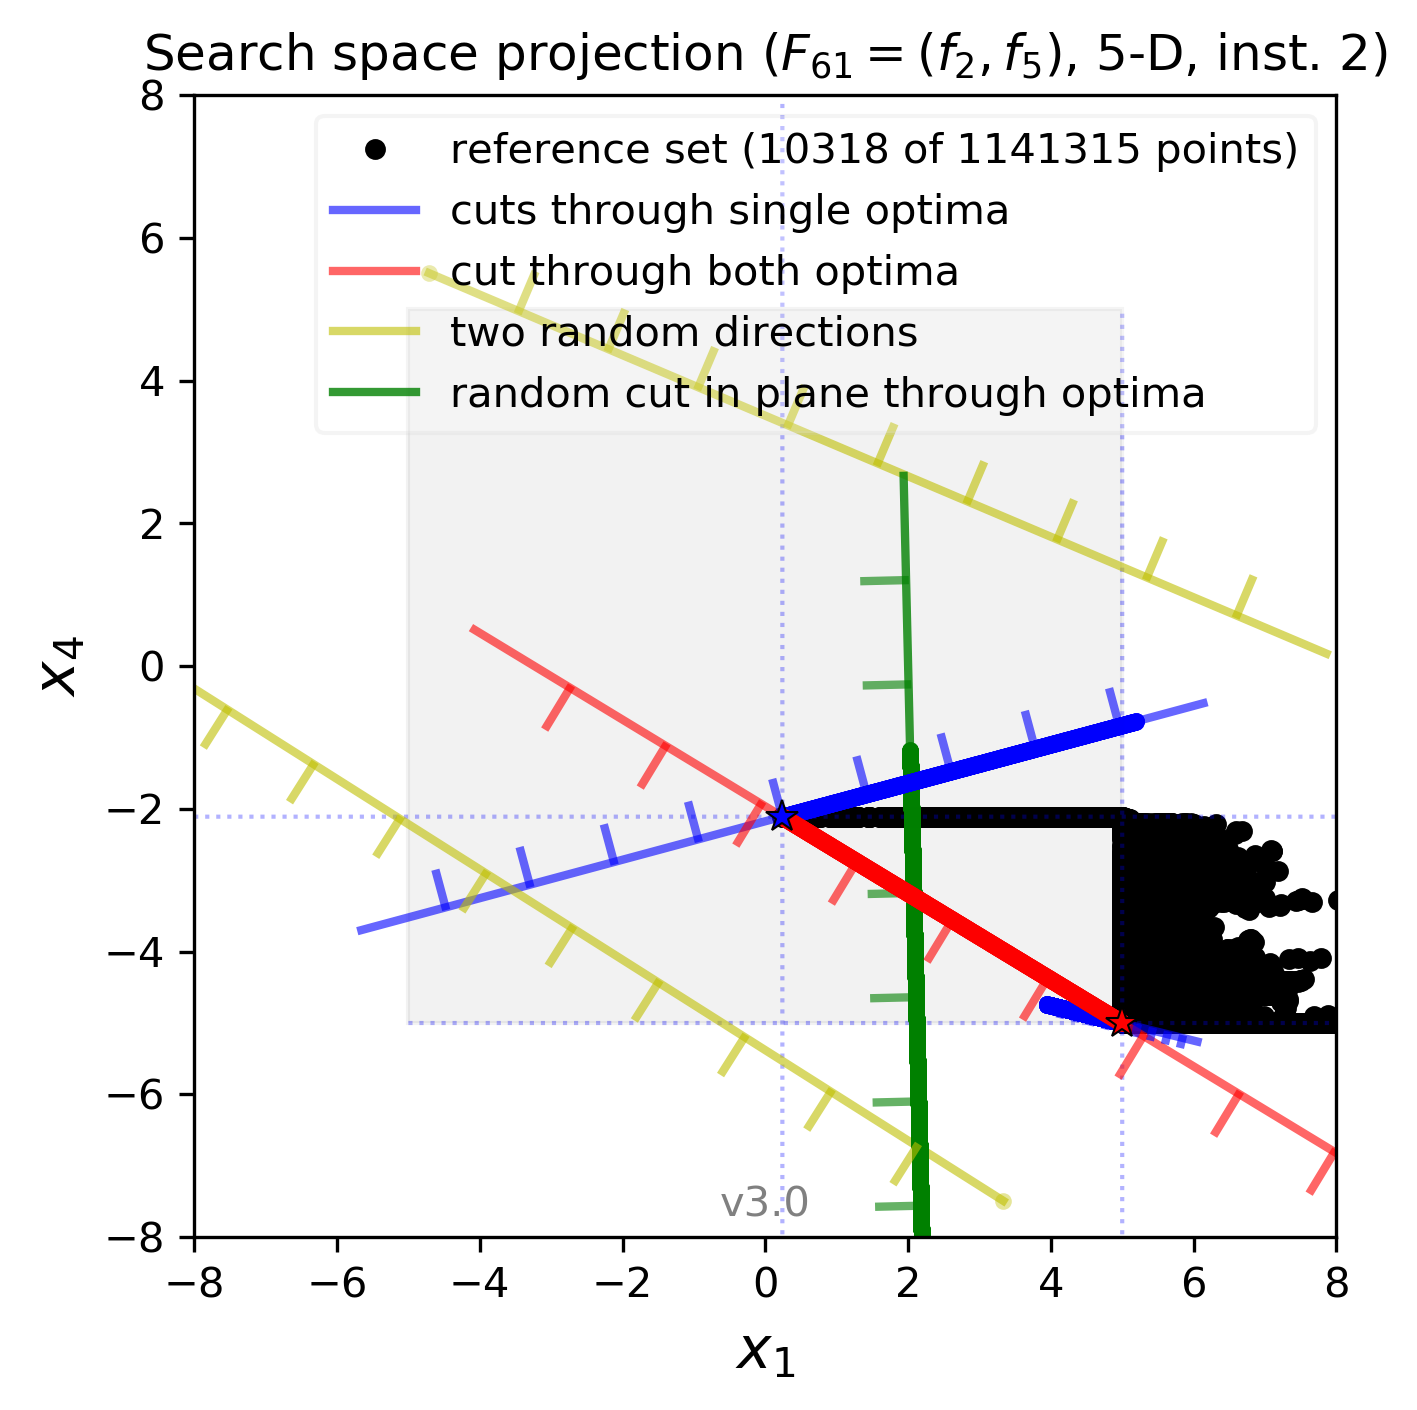 Search space projection (F₆₁ = (f₂, f₅), 5-D, inst. 2)
8
reference set (10318 of 1141315 points)
cuts through single optima
6
cut through both optima
two random directions
4
random cut in plane through optima
2
x₄
0
−2
−4
−6
v3.0
−8
−8 −6 −4 −2 0 2 4 6 8
x₁